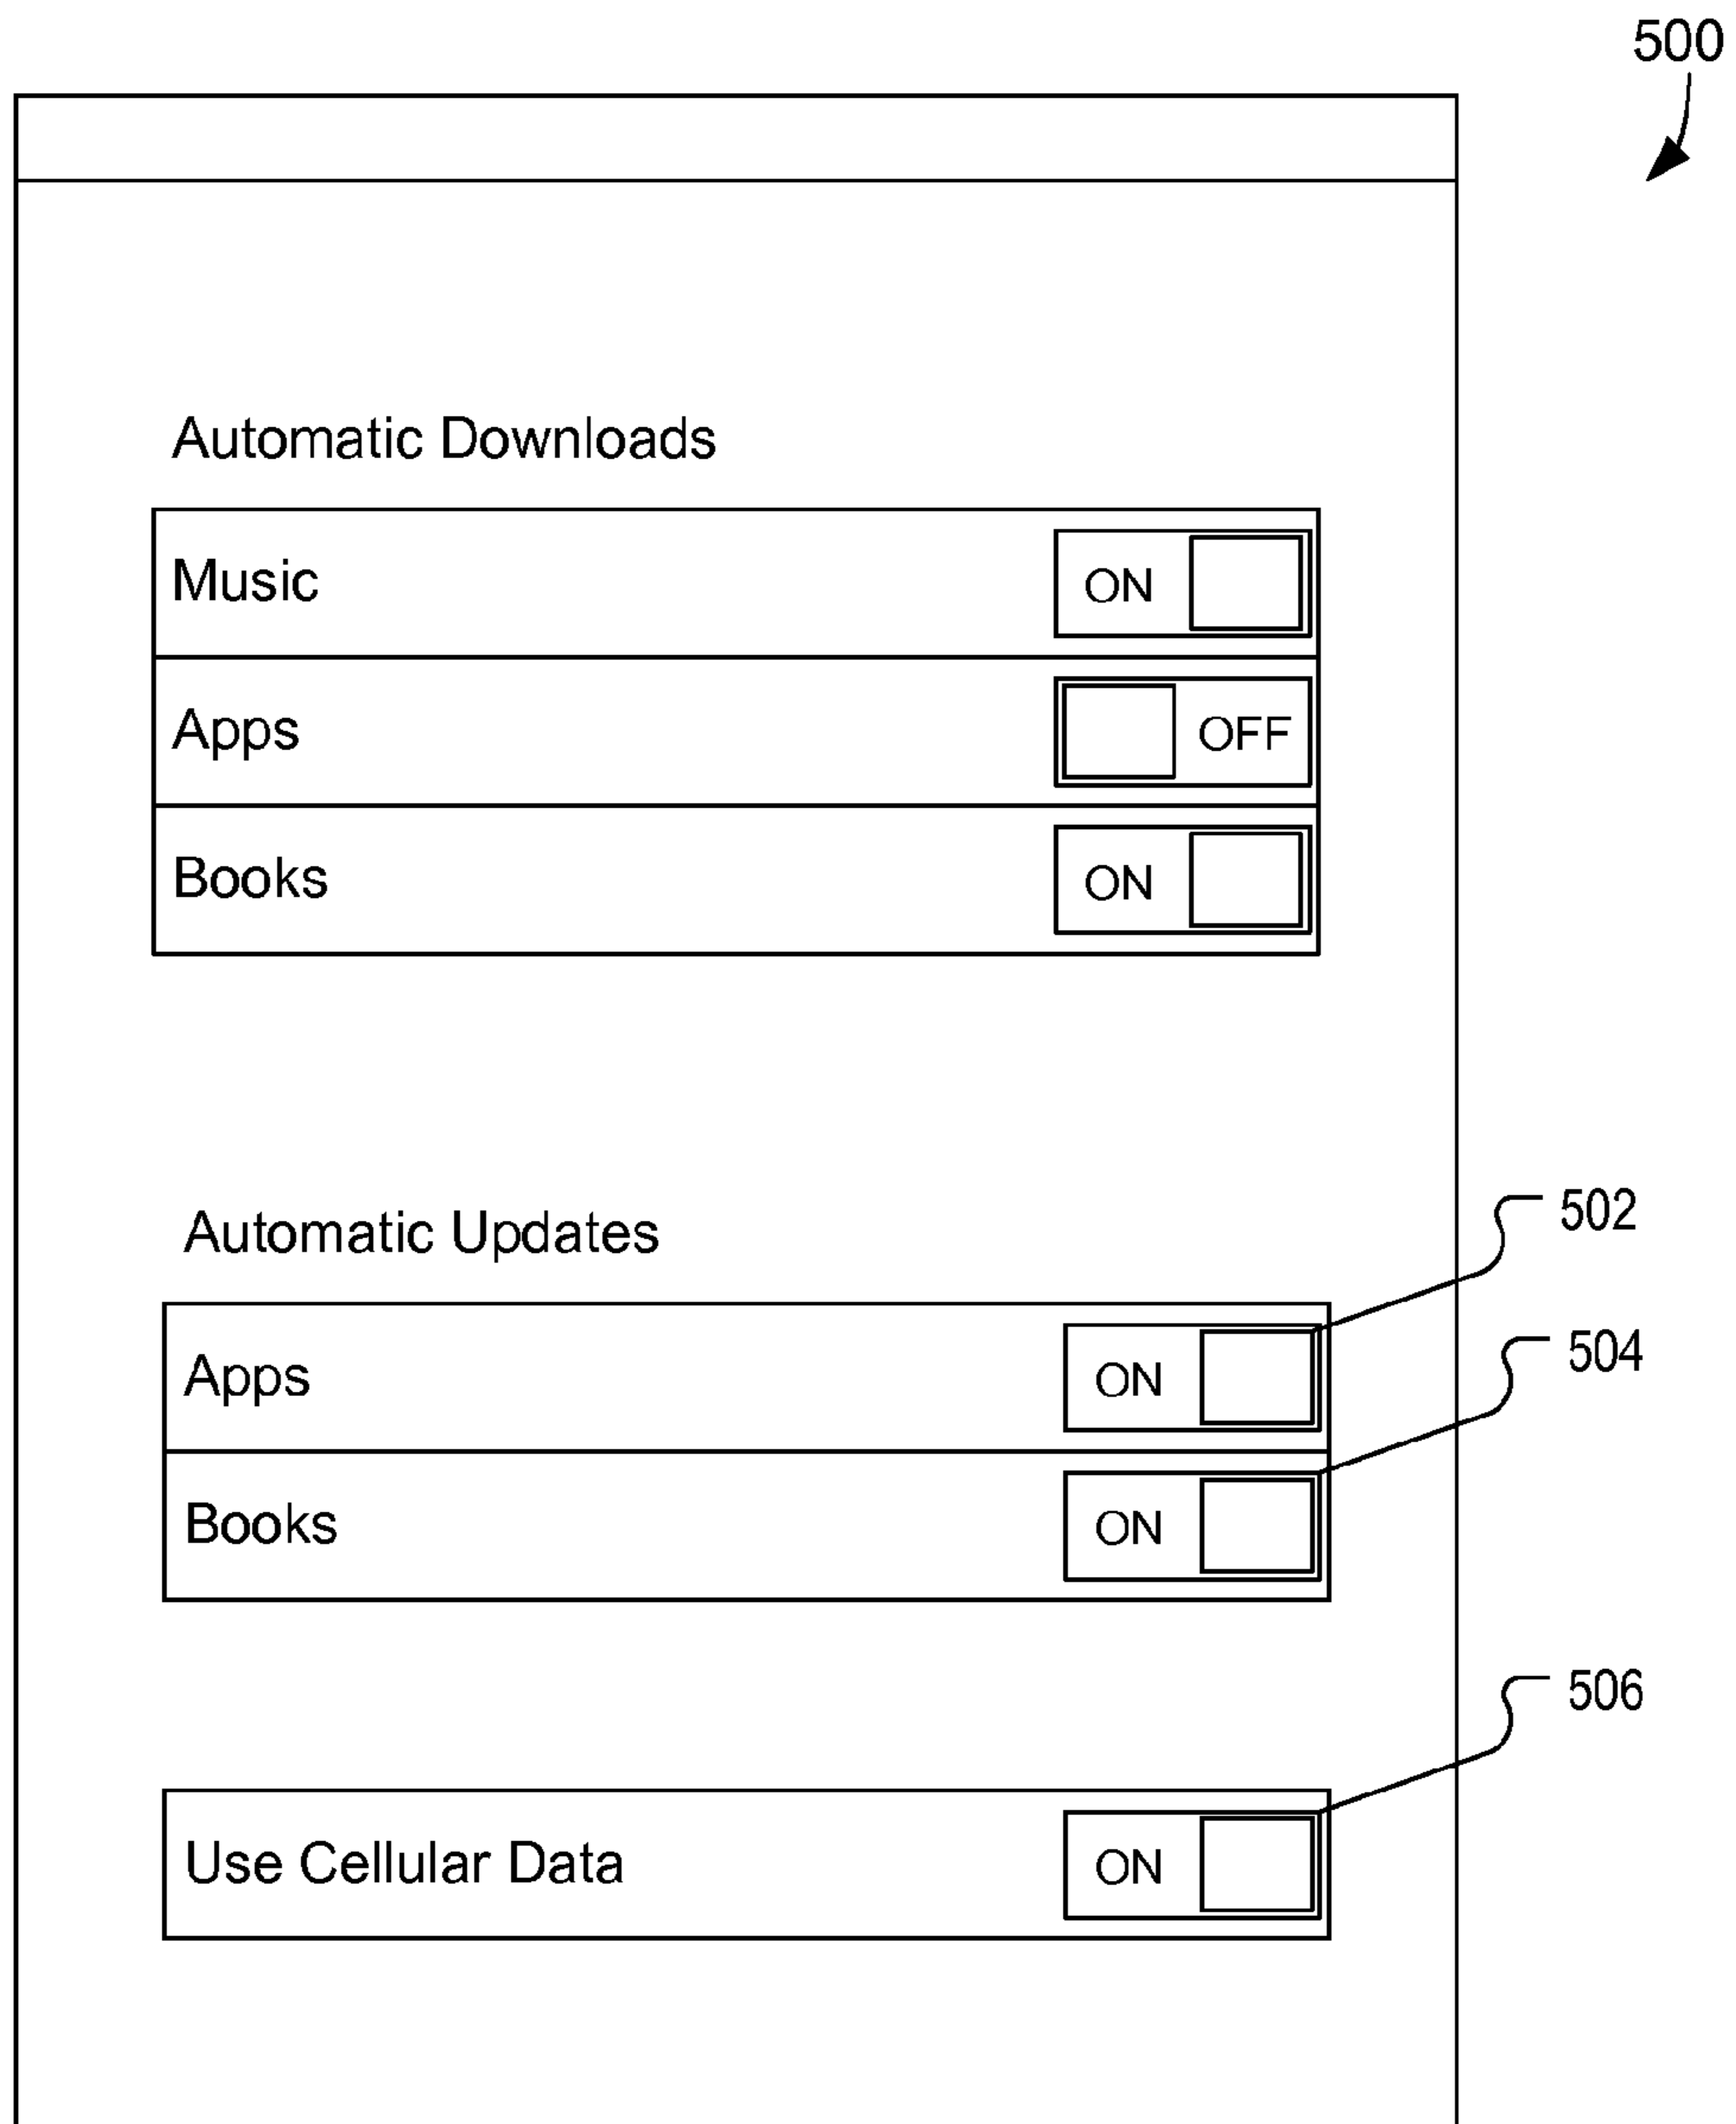 500
Automatic Downloads
Music ON
Apps OFF
Books ON
Automatic Updates
502
Apps ON
504
Books ON
506
Use Cellular Data ON